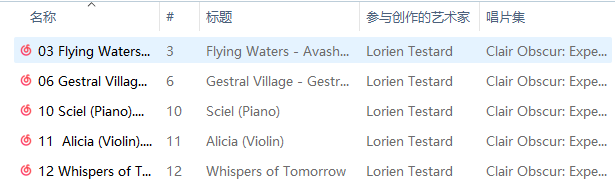 名称 # 标题 参与创作的艺术家 唱片集
03 Flying Waters... 3 Flying Waters - Avash... Lorien Testard Clair Obscur: Expe...
06 Gestral Villag... 6 Gestral Village - Gestr... Lorien Testard Clair Obscur: Expe...
10 Sciel (Piano).... 10 Sciel (Piano) Lorien Testard Clair Obscur: Expe...
11  Alicia (Violin).... 11 Alicia (Violin) Lorien Testard Clair Obscur: Expe...
12 Whispers of T... 12 Whispers of Tomorrow Lorien Testard Clair Obscur: Expe...